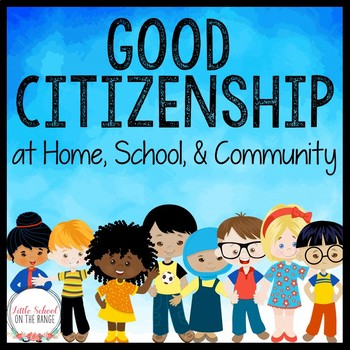 GOOD
CITIZENSHIP
at Home, School, & Community
Little School
ON THE RANGE